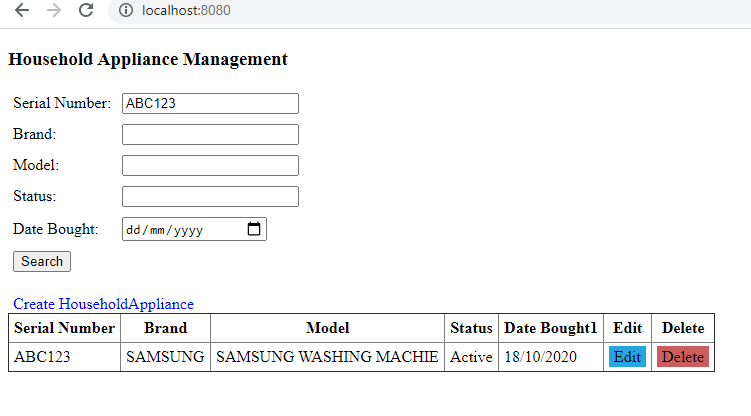 localhost:8080
Household Appliance Management
Serial Number: ABC123
Brand:
Model:
Status:
Date Bought: dd/mm/yyyy
Search
Create HouseholdAppliance
Serial Number Brand Model Status Date Bought1 Edit Delete
ABC123 SAMSUNG SAMSUNG WASHING MACHIE Active 18/10/2020 Edit Delete